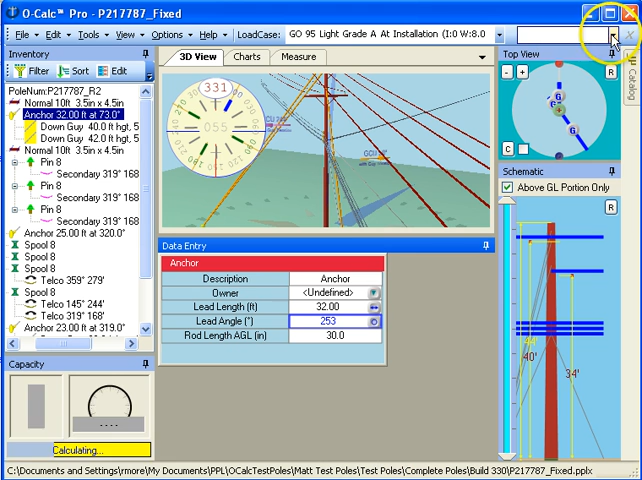 O-Calc™ Pro - P217787_Fixed
File Edit Tools View Options Help LoadCase: GO 95 Light Grade A At Installation (I:0 W:8.0
Inventory
Filter Sort Edit
PoleNum:P217787_R2
Normal 10ft 3.5in x 4.5in
Anchor 32.00 ft at 73.0°
Down Guy 40.0 ft hgt, 5
Down Guy 42.0 ft hgt, 5
Normal 10ft 3.5in x 4.5in
Pin 8
Secondary 319° 168
Pin 8
Secondary 319° 168
Pin 8
Secondary 319° 168
Anchor 25.00 ft at 320.0°
Spool 8
Spool 8
Spool 8
Telco 359° 279'
Spool 8
Telco 145° 244'
Telco 319° 168'
Anchor 23.00 ft at 319.0°
Capacity
Calculating...
3D View Charts Measure
331
055
Data Entry
Anchor
Description Anchor
Owner <Undefined>
Lead Length (ft) 32.00
Lead Angle (°) 253
Rod Length AGL (in) 30.0
Top View
- + R
G
G
G
C
Schematic
Above GL Portion Only
R
44'
40'
34'
Catalog
C:\Documents and Settings\rmore\My Documents\PPL\OCalcTestPoles\Matt Test Poles\Test Poles\Complete Poles\Build 330\P217787_Fixed.pplx